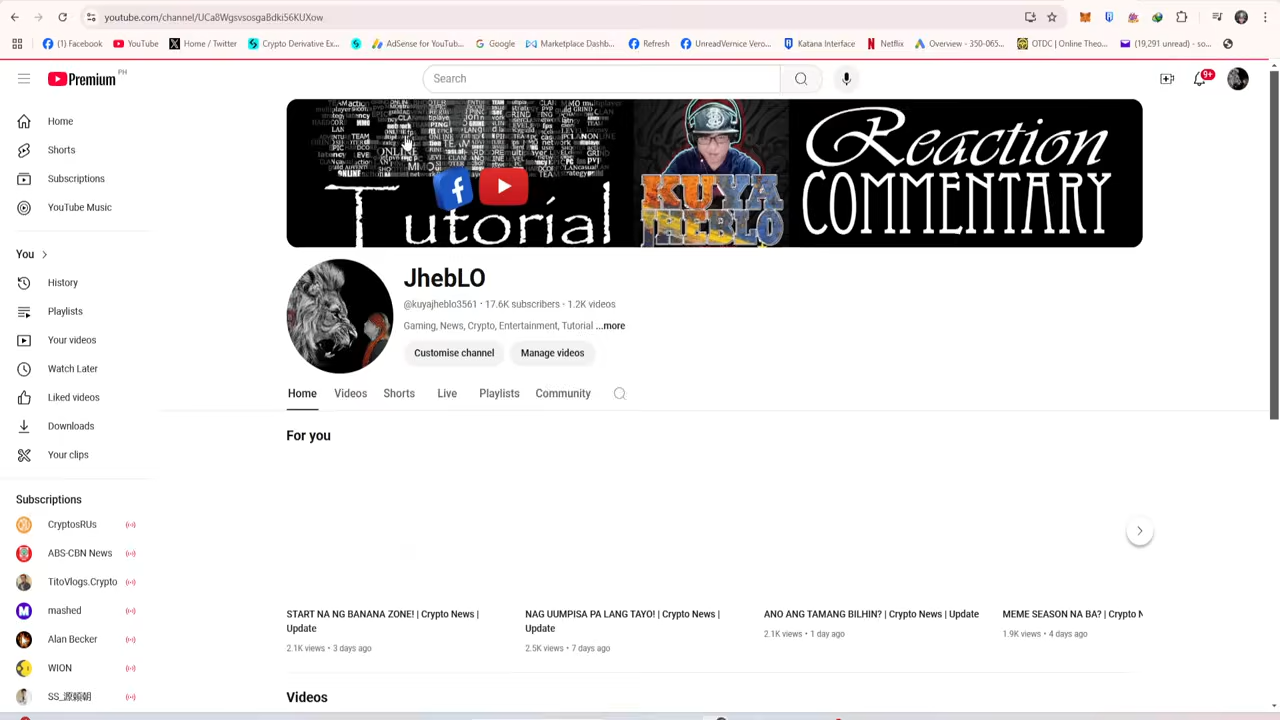 youtube.com/channel/UCa8WgsvsosgaBdki56KUXow
(1) Facebook YouTube Home / Twitter Crypto Derivative Ex... AdSense for YouTub... Google Marketplace Dashb... Refresh UnreadVernice Vero... Katana Interface Netflix Overview - 350-065... OTDC | Online Theo... (19,291 unread) - so...
Premium PH
Search
9+
Home
Shorts
Subscriptions
YouTube Music
You
History
Playlists
Your videos
Watch Later
Liked videos
Downloads
Your clips
Subscriptions
CryptosRUs
ABS-CBN News
TitoVlogs.Crypto
mashed
Alan Becker
WION
SS_源頼朝
Tutorial
KUYA
JHEBLO
Reaction
COMMENTARY
JhebLO
@kuyajheblo3561 · 17.6K subscribers · 1.2K videos
Gaming, News, Crypto, Entertainment, Tutorial ...more
Customise channel Manage videos
Home Videos Shorts Live Playlists Community
For you
START NA NG BANANA ZONE! | Crypto News |
Update
2.1K views • 3 days ago
NAG UUMPISA PA LANG TAYO! | Crypto News |
Update
2.5K views • 7 days ago
ANO ANG TAMANG BILHIN? | Crypto News | Update
2.1K views • 1 day ago
MEME SEASON NA BA? | Crypto N
1.9K views • 4 days ago
Videos